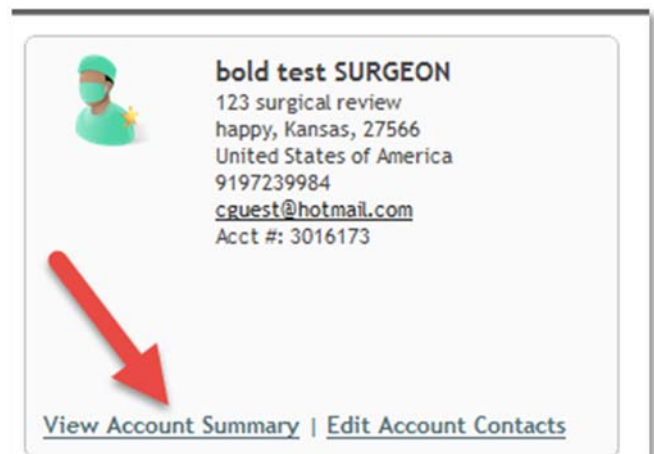 bold test SURGEON
123 surgical review
happy, Kansas, 27566
United States of America
9197239984
cguest@hotmail.com
Acct #: 3016173
View Account Summary | Edit Account Contacts